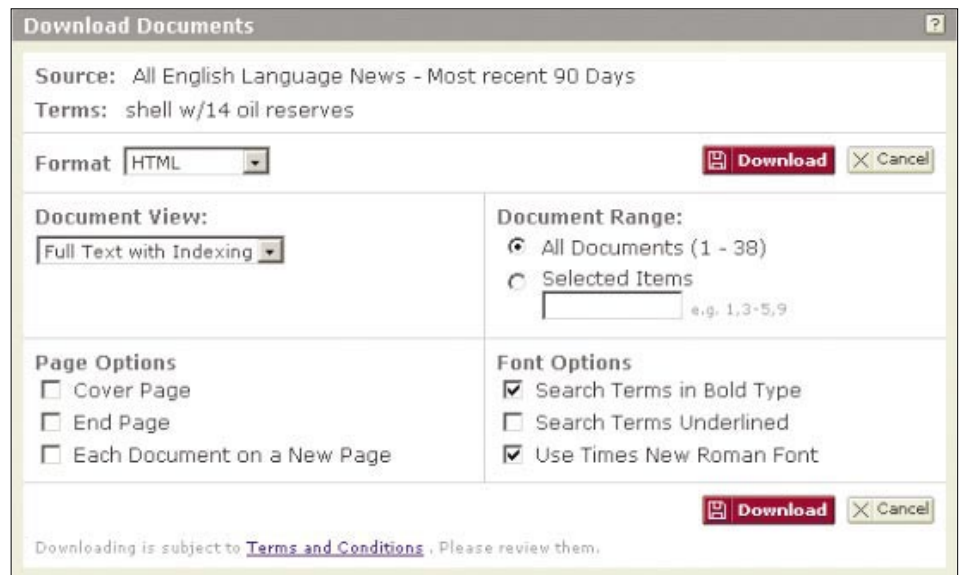 Download Documents ?
Source: All English Language News - Most recent 90 Days
Terms: shell w/14 oil reserves
Format HTML Download Cancel
Document View:
Full Text with Indexing
Document Range:
All Documents (1 - 38)
Selected Items
e.g. 1,3-5,9
Page Options
Cover Page
End Page
Each Document on a New Page
Font Options
Search Terms in Bold Type
Search Terms Underlined
Use Times New Roman Font
Download Cancel
Downloading is subject to Terms and Conditions . Please review them.